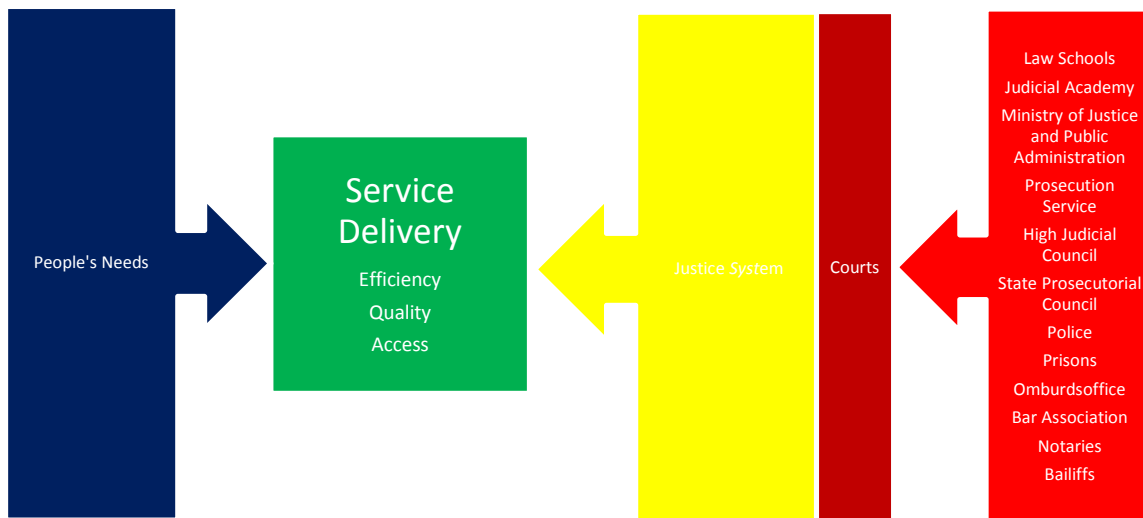 People's Needs
Service
Delivery
Efficiency
Quality
Access
Justice System
Courts
Law Schools
Judicial Academy
Ministry of Justice
and Public
Administration
Prosecution
Service
High Judicial
Council
State Prosecutorial
Council
Police
Prisons
Omburdsoffice
Bar Association
Notaries
Bailiffs